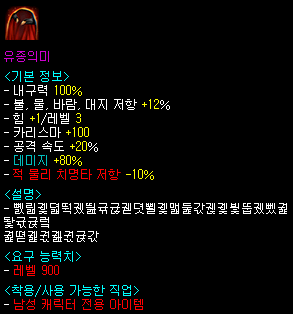 유종의미
<기본 정보>
- 내구력 100%
- 불, 물, 바람, 대지 저항 +12%
- 힘 +1/레벨 3
- 카리스마 +100
- 공격 속도 +20%
- 데미지 +80%
- 적 물리 치명타 저항 -10%
<설명>
<요구 능력치>
- 레벨 900
<착용/사용 가능한 직업>
- 남성 캐릭터 전용 아이템